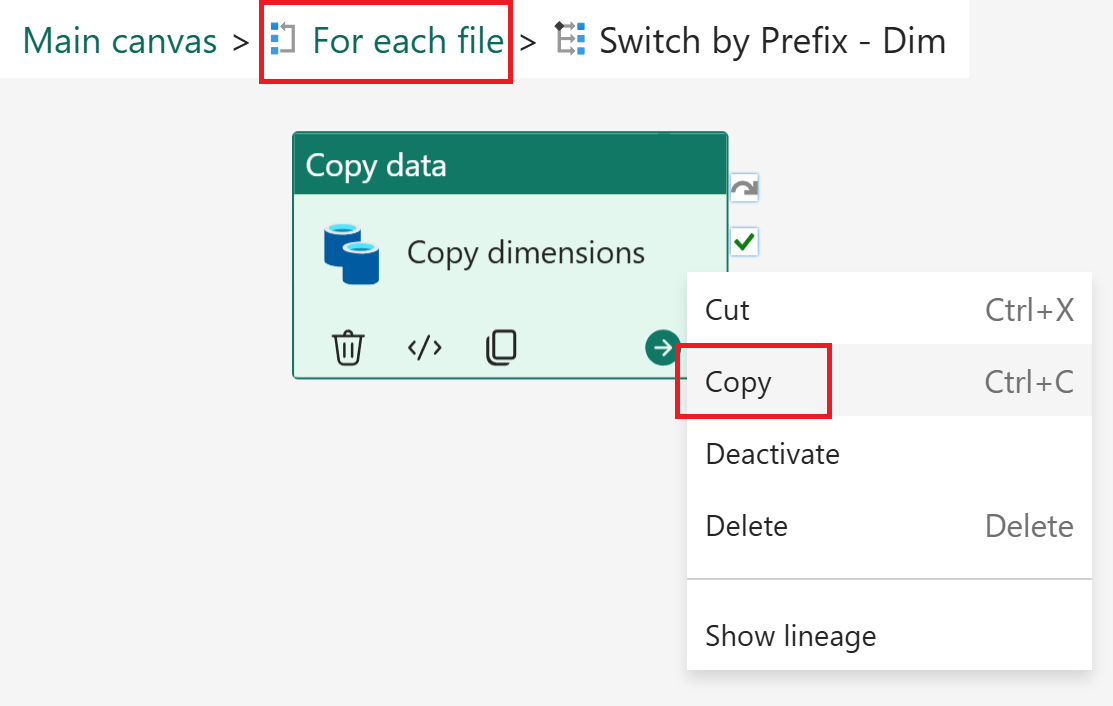 Main canvas > For each file > Switch by Prefix - Dim
Copy data
Copy dimensions
Cut Ctrl+X
Copy Ctrl+C
Deactivate
Delete Delete
Show lineage